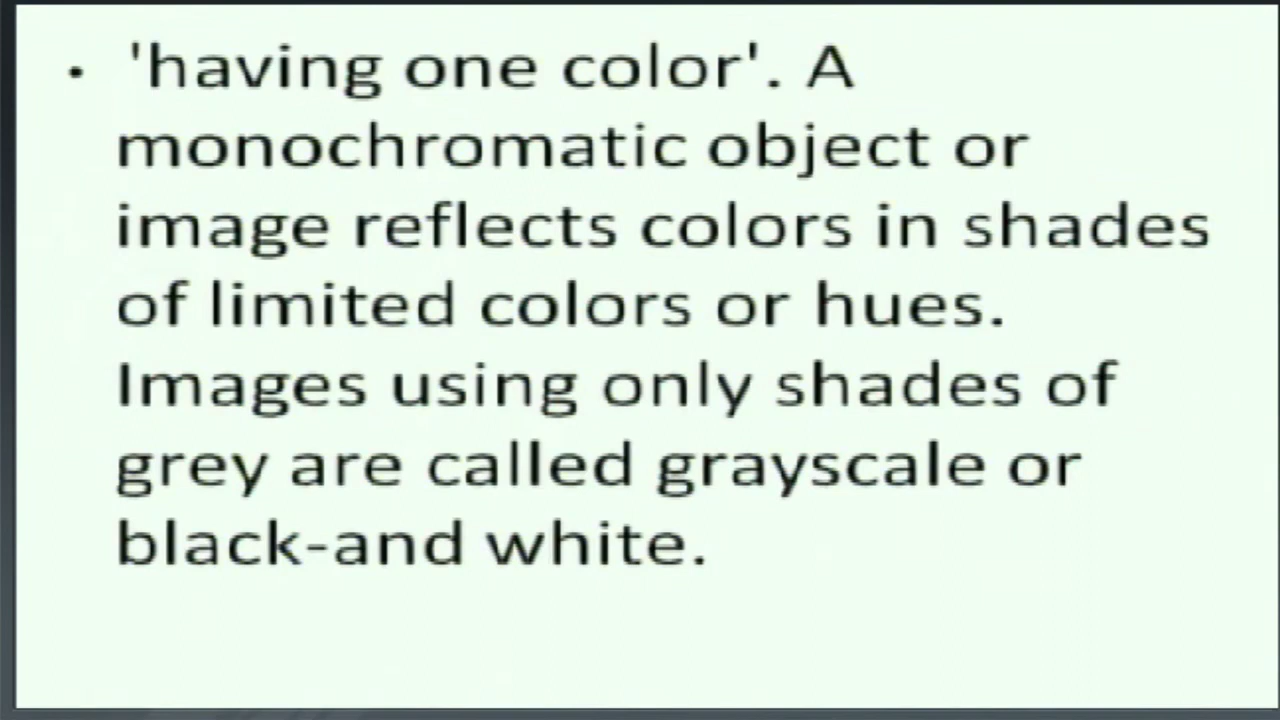 • 'having one color'. A
monochromatic object or
image reflects colors in shades
of limited colors or hues.
Images using only shades of
grey are called grayscale or
black-and white.